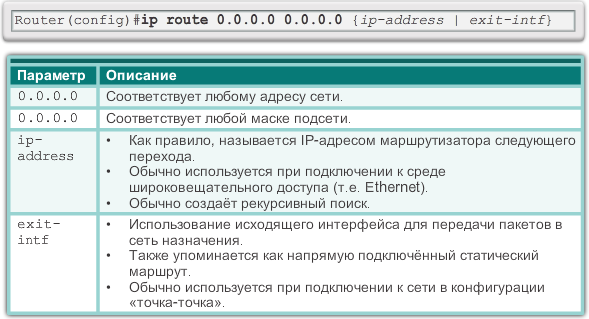 Router(config)#ip route 0.0.0.0 0.0.0.0 {ip-address | exit-intf}
Параметр Описание
0.0.0.0 Соответствует любому адресу сети.
0.0.0.0 Соответствует любой маске подсети.
ip-
address
• Как правило, называется IP-адресом маршрутизатора следующего
перехода.
• Обычно используется при подключении к среде
широковещательного доступа (т.е. Ethernet).
• Обычно создаёт рекурсивный поиск.
exit-
intf
• Использование исходящего интерфейса для передачи пакетов в
сеть назначения.
• Также упоминается как напрямую подключённый статический
маршрут.
• Обычно используется при подключении к сети в конфигурации
«точка-точка».